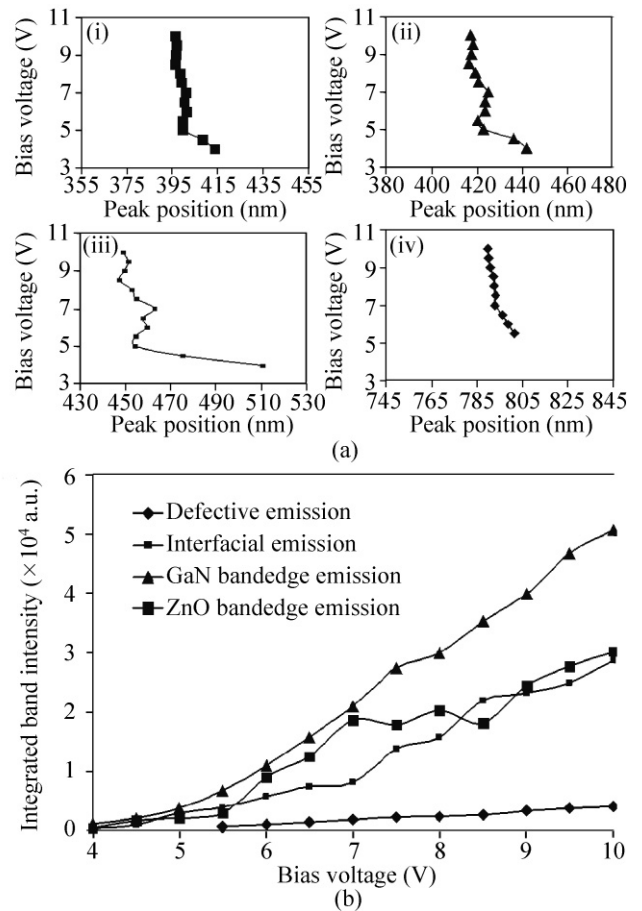 (i)
Bias voltage (V)
11
9
7
5
3
355 375 395 415 435 455
Peak position (nm)
(ii)
Bias voltage (V)
11
9
7
5
3
380 400 420 440 460 480
Peak position (nm)
(iii)
Bias voltage (V)
11
9
7
5
3
430 450 470 490 510 530
Peak position (nm)
(iv)
Bias voltage (V)
11
9
7
5
3
745 765 785 805 825 845
Peak position (nm)
(a)
Integrated band intensity (×10⁴ a.u.)
6
5
4
3
2
1
0
Defective emission
Interfacial emission
GaN bandedge emission
ZnO bandedge emission
4 5 6 7 8 9 10
Bias voltage (V)
(b)